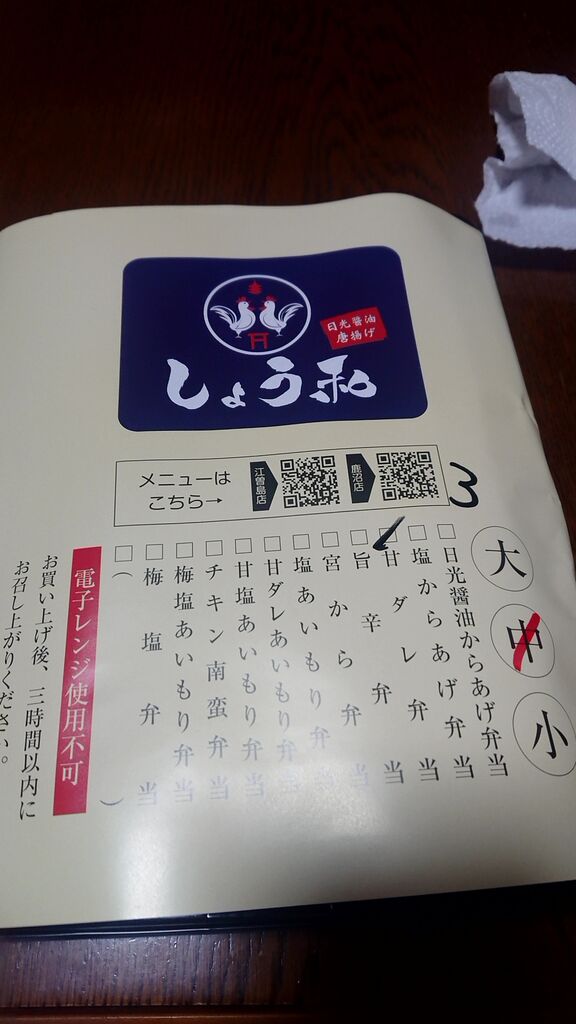 日光醤油
唐揚げ
しょう和
メニューは
こちら→
江曽島店
鹿沼店
3
大
中
小
□日光醤油からあげ弁当
□塩からあげ弁当
□甘ダレ弁当
□旨辛弁当
□宮から弁当
□塩あいもり弁当
□甘ダレあいもり弁当
□甘塩あいもり弁当
□チキン南蛮弁当
□梅塩あいもり弁当
□梅塩弁当
□( )
電子レンジ使用不可
お買い上げ後、三時間以内に
お召し上がりください。